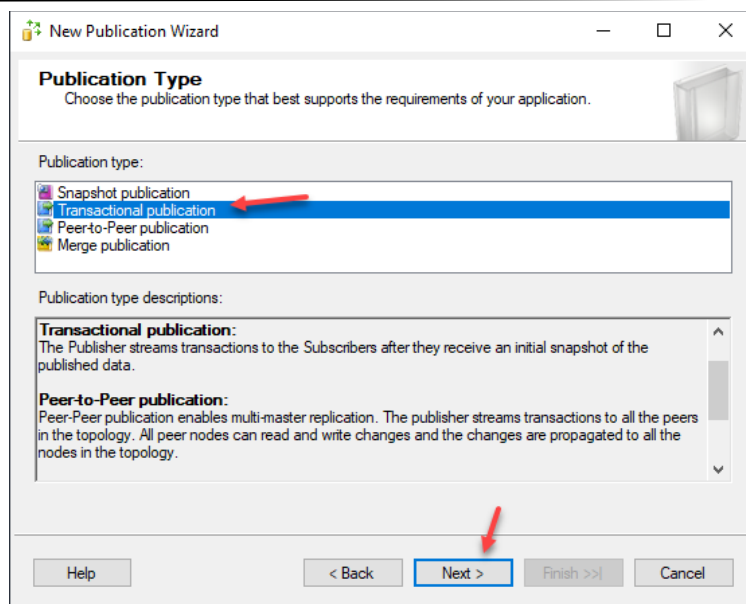 New Publication Wizard
Publication Type
Choose the publication type that best supports the requirements of your application.
Publication type:
Snapshot publication
Transactional publication
Peer-to-Peer publication
Merge publication
Publication type descriptions:
Transactional publication:
The Publisher streams transactions to the Subscribers after they receive an initial snapshot of the
published data.
Peer-to-Peer publication:
Peer-Peer publication enables multi-master replication. The publisher streams transactions to all the peers
in the topology. All peer nodes can read and write changes and the changes are propagated to all the
nodes in the topology.
Help
< Back
Next >
Finish >>|
Cancel